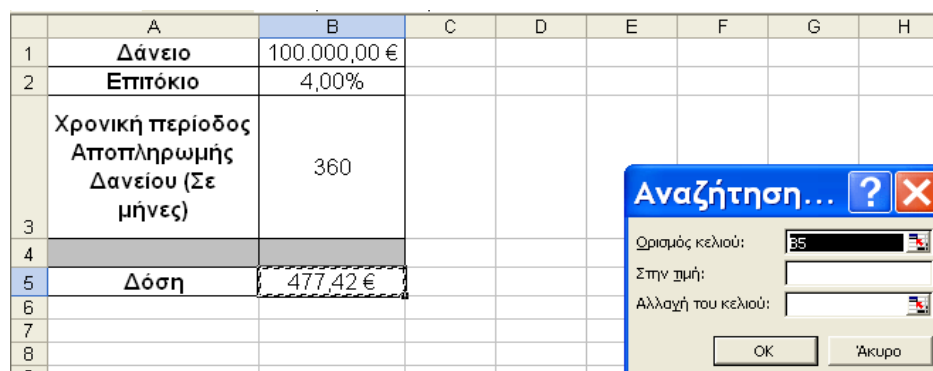 A B C D E F G H
1 Δάνειο 100.000,00 €
2 Επιτόκιο 4,00%
Χρονική περίοδος
Αποπληρωμής
Δανείου (Σε
μήνες)
3 360
4
5 Δόση 477,42 €
6
7
8
Αναζήτηση...
Ορισμός κελιού: B5
Στην τιμή:
Αλλαγή του κελιού:
OK Άκυρο